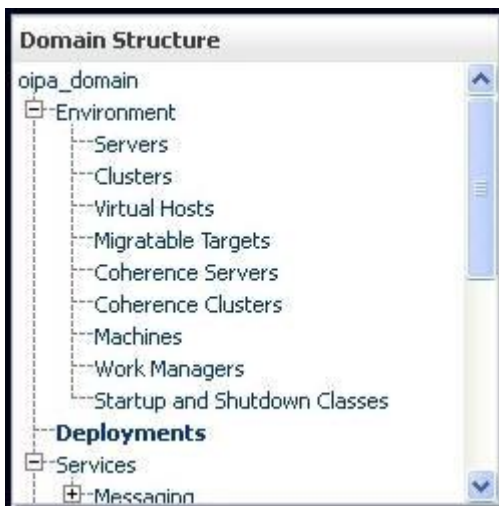 Domain Structure
oipa_domain
Environment
Servers
Clusters
Virtual Hosts
Migratable Targets
Coherence Servers
Coherence Clusters
Machines
Work Managers
Startup and Shutdown Classes
Deployments
Services
Messaging